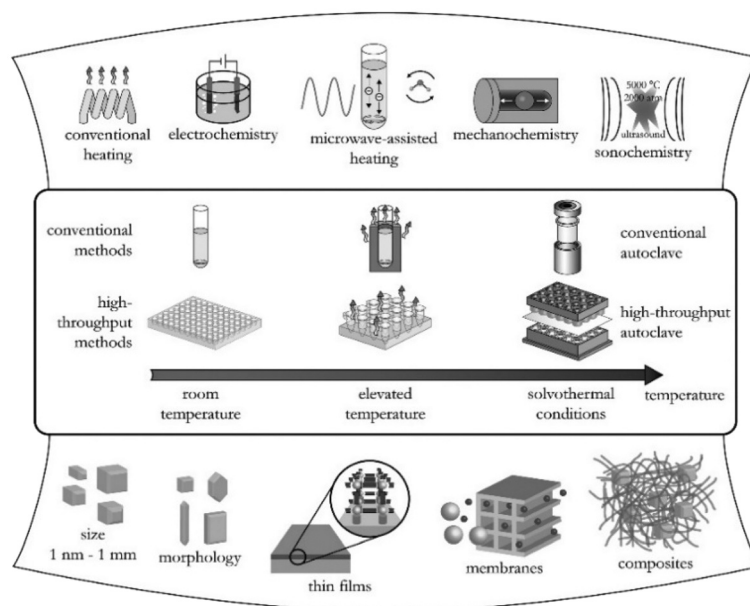 conventional
heating
electrochemistry
microwave-assisted
heating
mechanochemistry
5000 °C
2000 atm
ultrasound
sonochemistry
conventional
methods
conventional
autoclave
high-
throughput
methods
high-throughput
autoclave
room
temperature
elevated
temperature
solvothermal
conditions
temperature
size
1 nm - 1 mm
morphology
thin films
membranes
composites